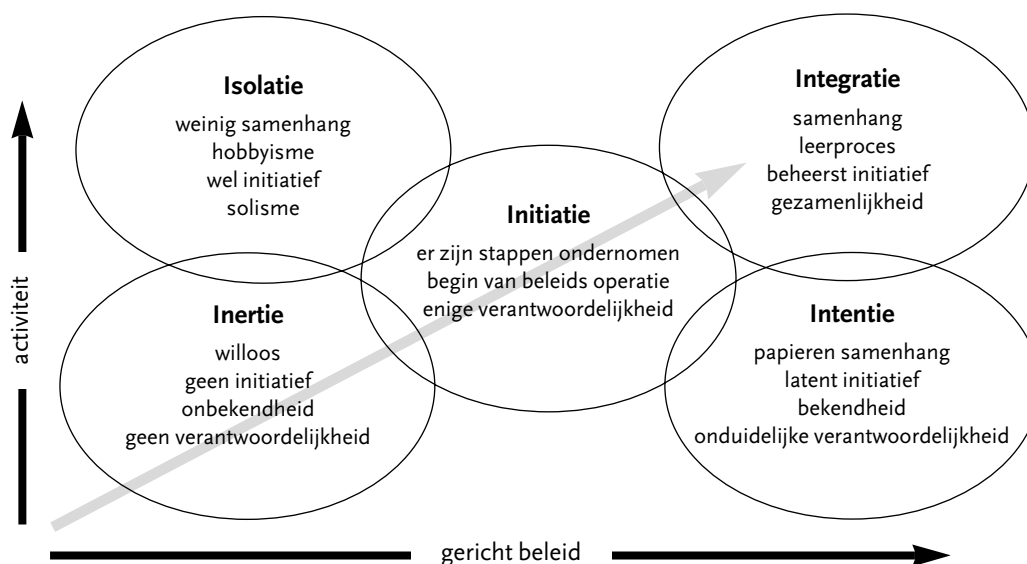 Isolatie
weinig samenhang
hobbyisme
wel initiatief
solisme
Integratie
samenhang
leerproces
beheerst initiatief
gezamenlijkheid
Initiatie
er zijn stappen ondernomen
begin van beleids operatie
enige verantwoordelijkheid
Inertie
willoos
geen initiatief
onbekendheid
geen verantwoordelijkheid
Intentie
papieren samenhang
latent initiatief
bekendheid
onduidelijke verantwoordelijkheid
activiteit
gericht beleid